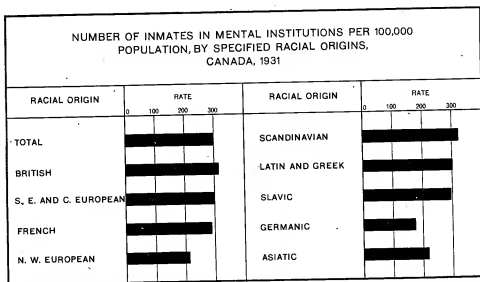 NUMBER OF INMATES IN MENTAL INSTITUTIONS PER 100,000
POPULATION, BY SPECIFIED RACIAL ORIGINS,
CANADA, 1931
RACIAL ORIGIN
RATE
0 100 200 300
TOTAL
BRITISH
S. E. AND C. EUROPEAN
FRENCH
N. W. EUROPEAN
RACIAL ORIGIN
RATE
0 100 200 300
SCANDINAVIAN
LATIN AND GREEK
SLAVIC
GERMANIC
ASIATIC